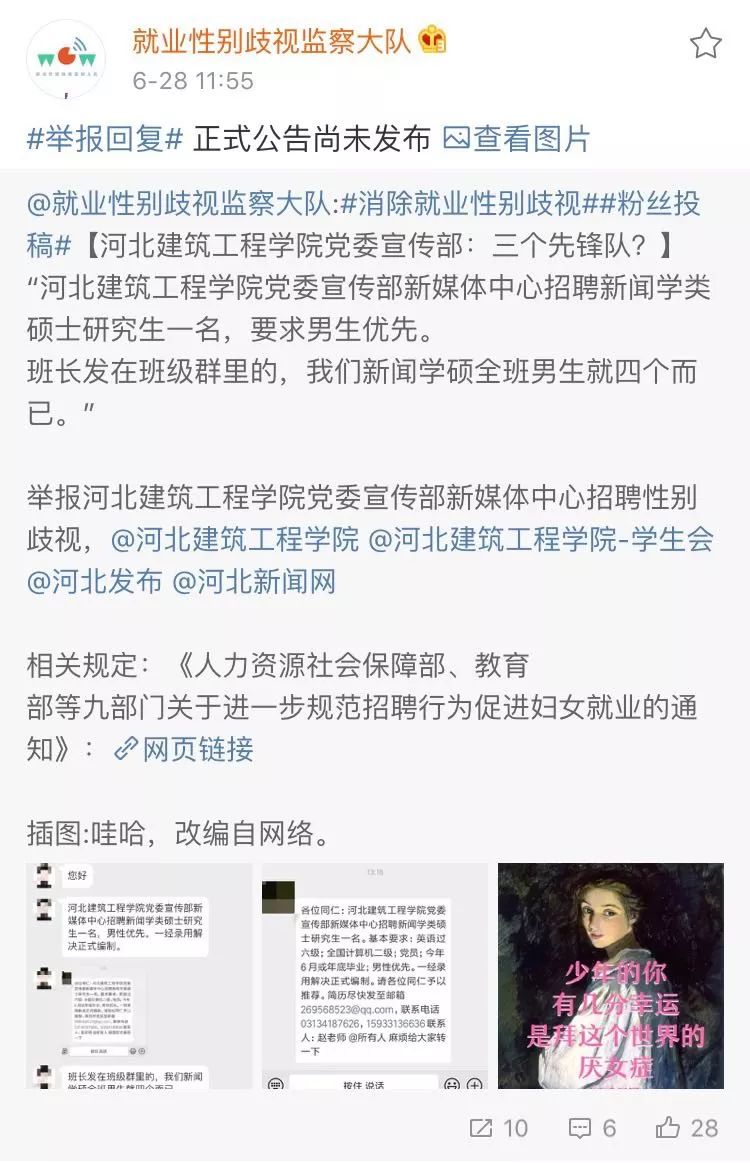 就业性别歧视监察大队
6-28 11:55
#举报回复# 正式公告尚未发布 查看图片
@就业性别歧视监察大队:#消除就业性别歧视##粉丝投
稿#【河北建筑工程学院党委宣传部：三个先锋队？】
“河北建筑工程学院党委宣传部新媒体中心招聘新闻学类
硕士研究生一名，要求男生优先。
班长发在班级群里的，我们新闻学硕全班男生就四个而
已。”
举报河北建筑工程学院党委宣传部新媒体中心招聘性别
歧视，@河北建筑工程学院 @河北建筑工程学院-学生会
@河北发布 @河北新闻网
相关规定：《人力资源社会保障部、教育
部等九部门关于进一步规范招聘行为促进妇女就业的通
知》：网页链接
插图:哇哈，改编自网络。
您好
河北建筑工程学院党委宣传部新
媒体中心招聘新闻学类硕士研究
生一名，男性优先。一经录用解
决正式编制。
班长发在班级群里的，我们新闻
学硕全班男生就四个而已
13:18
各位同仁：河北建筑工程学院党委
宣传部新媒体中心招聘新闻学类硕
士研究生一名。基本要求：英语过
六级；全国计算机二级；党员；今年
6月或年底毕业；男性优先。一经录
用解决正式编制。请各位同仁予以
推荐。简历尽快发至邮箱
269568523@qq.com，联系电话
03134187626，15933136636联系
人：赵老师 @所有人 麻烦给大家转
一下
按住 说话
少年的你
有几分幸运
是拜这个世界的
厌女症
10
6
28